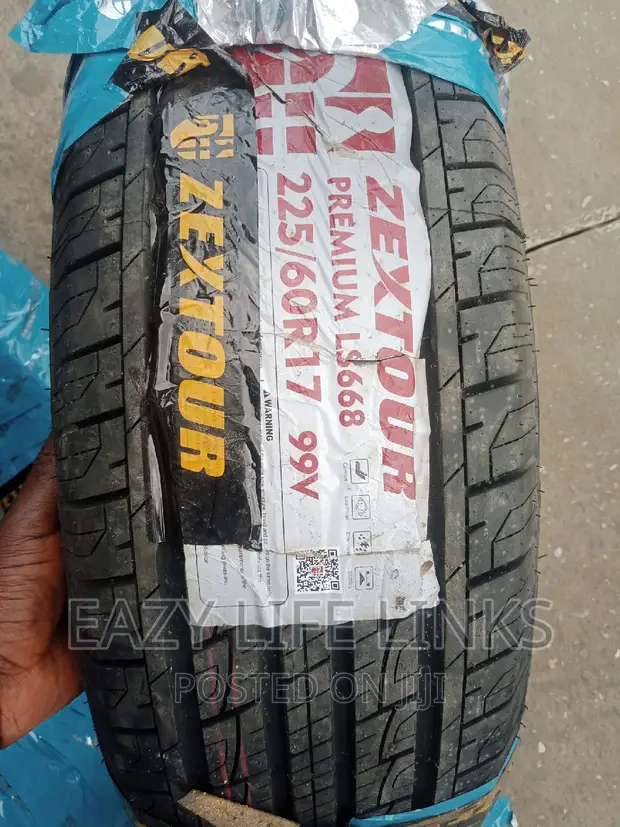 ZEXTOUR
PREMIUM LS668
225/60R17 99V
ZEXTOUR
WARNING
EAZY LIFE LINKS
POSTED ON JIJI